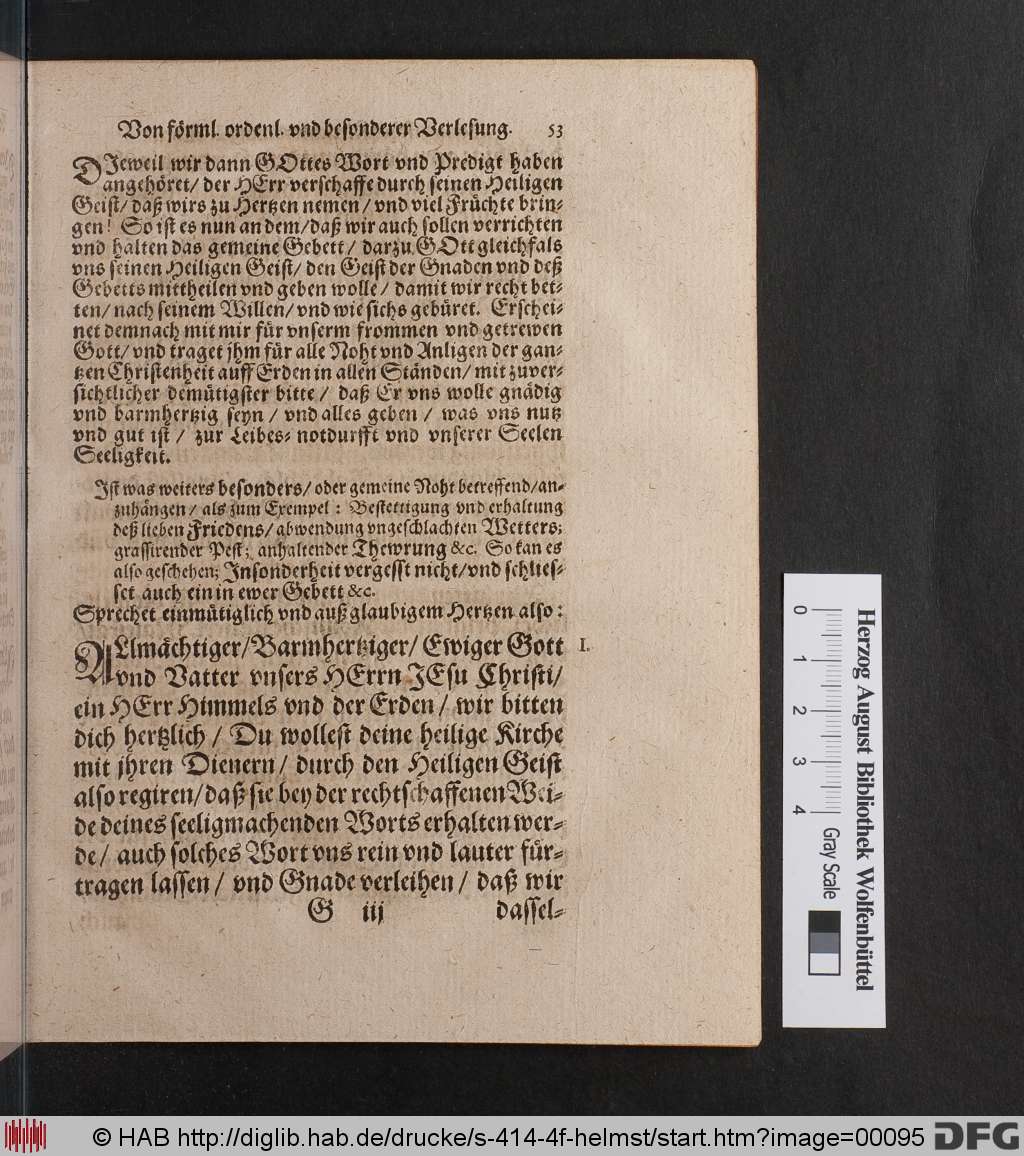 Von förml. ordenl. vnd besonderer Verlesung. 53
DJeweil wir dann GOttes Wort vnd Predigt haben
angehöret/ der HErr verschaffe durch seinen Heiligen
Geist/ daß wirs zu Hertzen nemen/ vnd viel Früchte brin⸗
gen! So ist es nun an dem/ daß wir auch sollen verrichten
vnd halten das gemeine Gebett/ darzu GOtt gleichfals
vns seinen Heiligen Geist/ den Geist der Gnaden vnd deß
Gebetts mittheilen vnd geben wolle/ damit wir recht bet⸗
ten/ nach seinem Willen/ vnd wie sichs gebüret. Erschei⸗
net demnach mit mir für vnserm frommen vnd getrewen
Gott/ vnd traget jhm für alle Noht vnd Anligen der gan⸗
tzen Christenheit auff Erden in allen Ständen/ mit zuver⸗
sichtlicher demütigster bitte/ daß Er vns wolle gnädig
vnd barmhertzig seyn/ vnd alles geben/ was vns nutz
vnd gut ist/ zur Leibes⸗ notdurfft vnd vnserer Seelen
Seeligkeit.
Jst was weiters besonders/ oder gemeine Noht betreffend/ an⸗
zuhängen/ als zum Exempel: Bestettigung vnd erhaltung
deß lieben Friedens/ abwendung vngeschlachten Wetters;
grassirender Pest; anhaltender Thewrung &c. So kan es
also geschehen; Jnsonderheit vergesst nicht/ vnd schlies⸗
set auch ein in ewer Gebett &c.
Sprechet einmütiglich vnd auß glaubigem Hertzen also:
ALlmächtiger/ Barmhertziger/ Ewiger Gott I.
vnd Vatter vnsers HErrn JEsu Christi/
ein HErr Himmels vnd der Erden/ wir bitten
dich hertzlich/ Du wollest deine heilige Kirche
mit jhren Dienern/ durch den Heiligen Geist
also regiren/ daß sie bey der rechtschaffenen Wei⸗
de deines seeligmachenden Worts erhalten wer⸗
de/ auch solches Wort vns rein vnd lauter für⸗
tragen lassen/ vnd Gnade verleihen/ daß wir
G iij dassel⸗
Herzog August Bibliothek Wolfenbüttel
0 1 2 3 4 Gray Scale
© HAB http://diglib.hab.de/drucke/s-414-4f-helmst/start.htm?image=00095 DFG